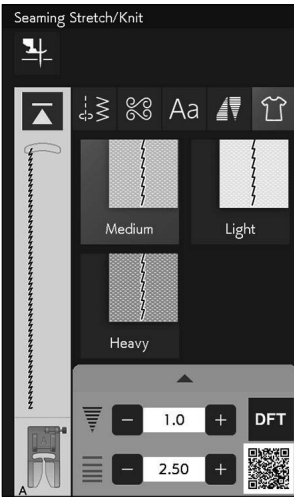 Seaming Stretch/Knit
Aa
Medium
Light
Heavy
1.0
DFT
2.50
A